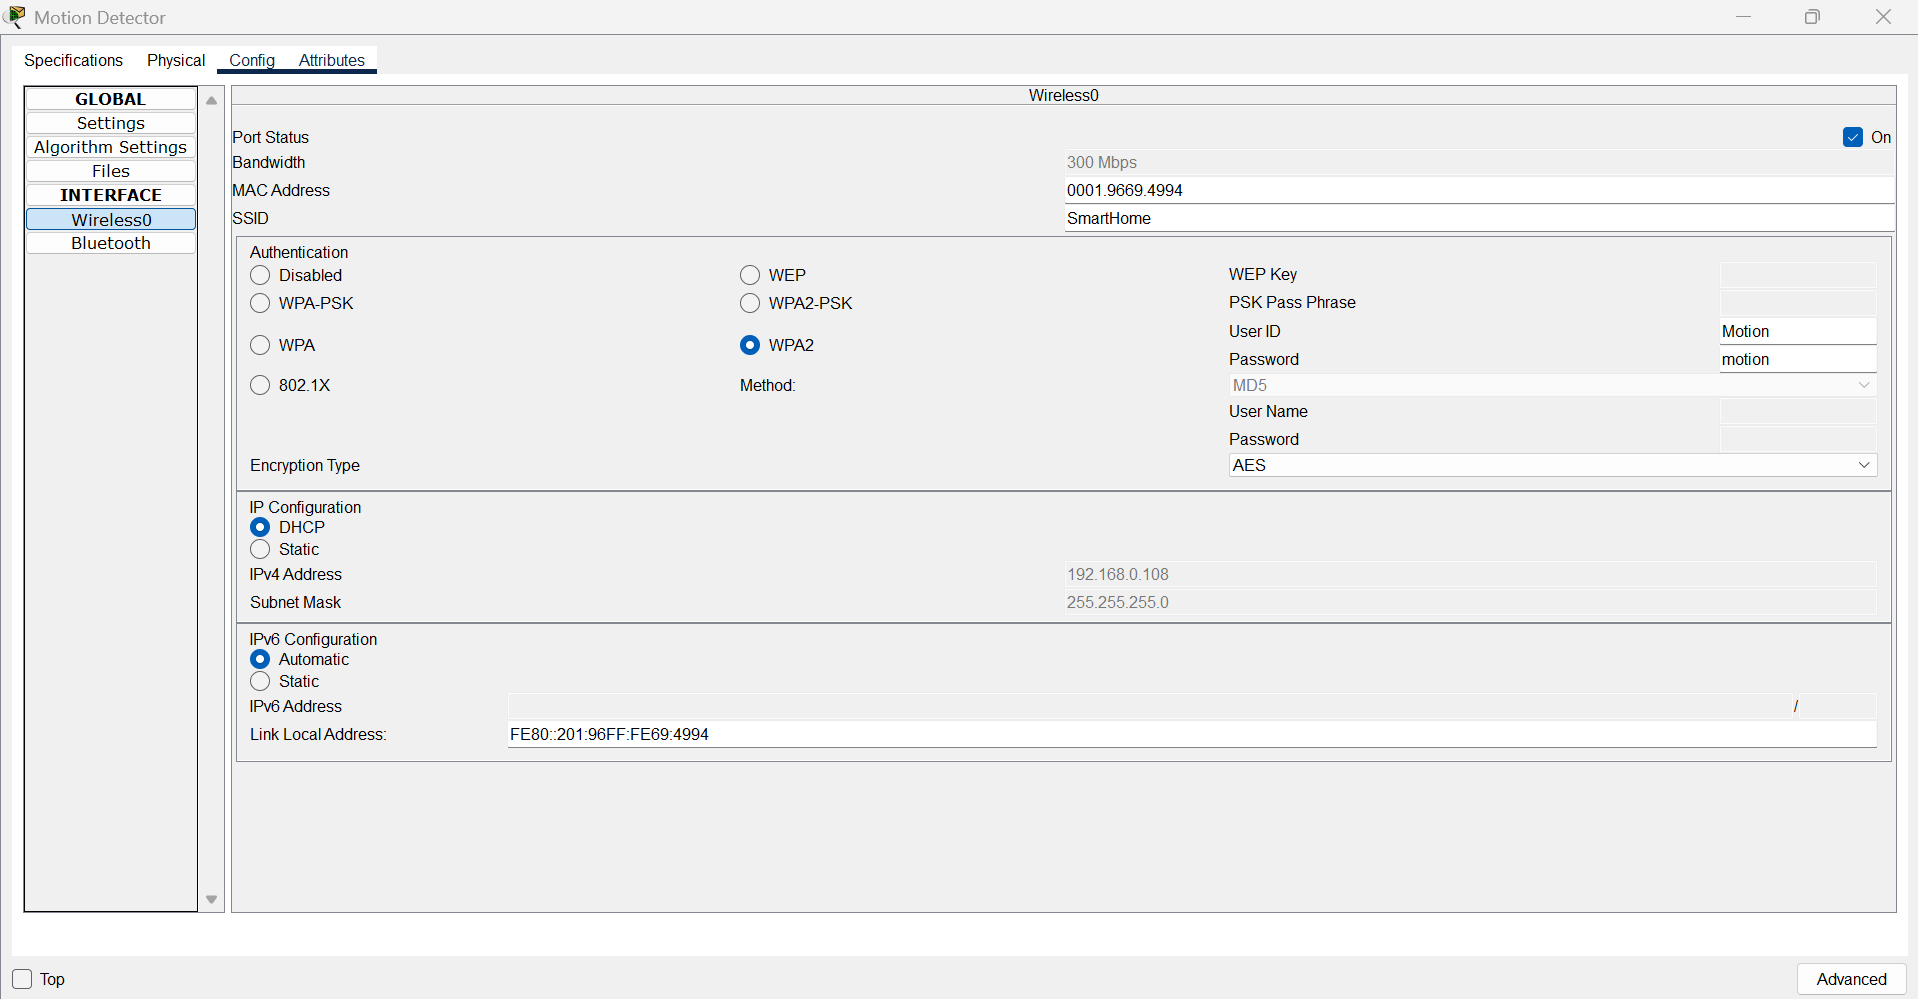 Motion Detector
Specifications Physical Config Attributes
GLOBAL
Settings
Algorithm Settings
Files
INTERFACE
Wireless0
Bluetooth
Wireless0
Port Status On
Bandwidth 300 Mbps
MAC Address 0001.9669.4994
SSID SmartHome
Authentication
Disabled WEP WEP Key
WPA-PSK WPA2-PSK PSK Pass Phrase
User ID Motion
WPA WPA2
Password motion
802.1X Method: MD5
User Name
Password
Encryption Type AES
IP Configuration
DHCP
Static
IPv4 Address 192.168.0.108
Subnet Mask 255.255.255.0
IPv6 Configuration
Automatic
Static
IPv6 Address /
Link Local Address: FE80::201:96FF:FE69:4994
Top Advanced